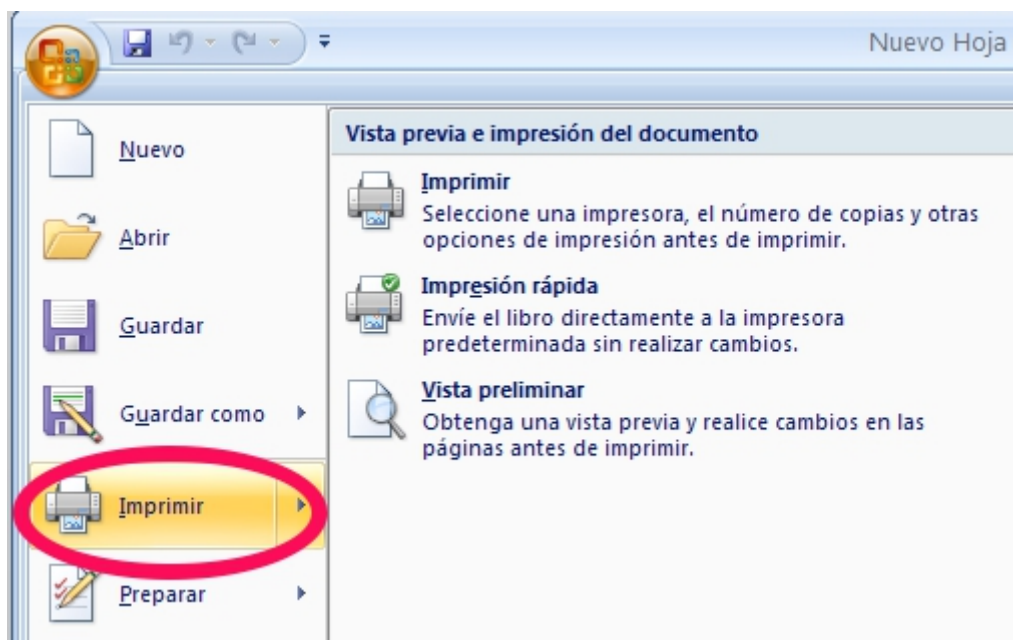 Nuevo Hoja
Nuevo
Abrir
Guardar
Guardar como
Imprimir
Preparar
Vista previa e impresión del documento
Imprimir
Seleccione una impresora, el número de copias y otras
opciones de impresión antes de imprimir.
Impresión rápida
Envíe el libro directamente a la impresora
predeterminada sin realizar cambios.
Vista preliminar
Obtenga una vista previa y realice cambios en las
páginas antes de imprimir.